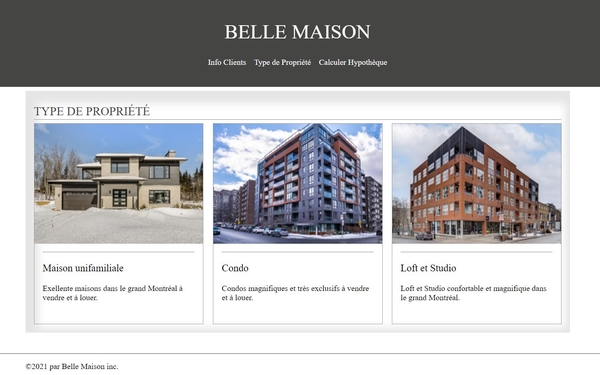 BELLE MAISON
Info Clients Type de Propriété Calculer Hypothèque
TYPE DE PROPRIÉTÉ
Maison unifamiliale
Exellente maisons dans le grand Montréal à
vendre et á louer.
Condo
Condos magnifiques et trés exclusifs à vendre
et á louer.
Loft et Studio
Loft et Studio confortable et magnifique dans
le grand Montréal.
©2021 par Belle Maison inc.